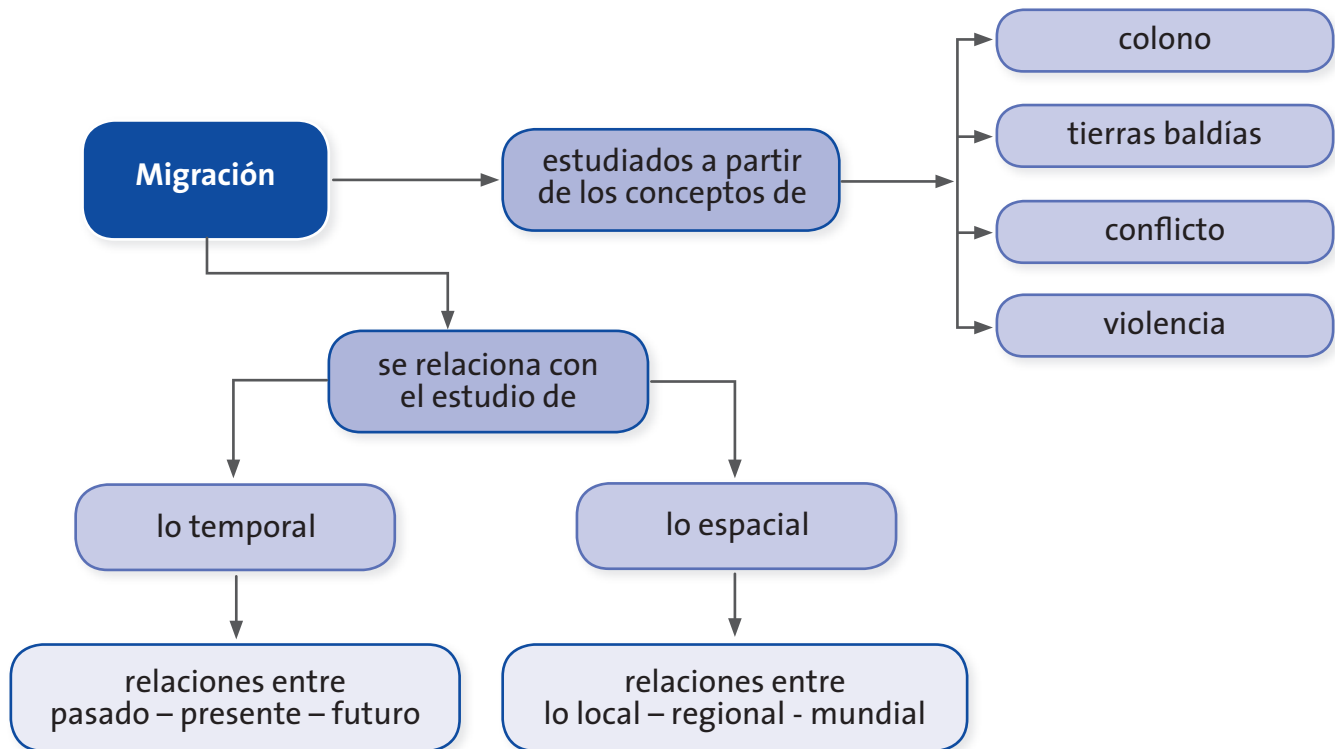 Migración
estudiados a partir
de los conceptos de
colono
tierras baldías
conflicto
violencia
se relaciona con
el estudio de
lo temporal
lo espacial
relaciones entre
pasado – presente – futuro
relaciones entre
lo local – regional - mundial